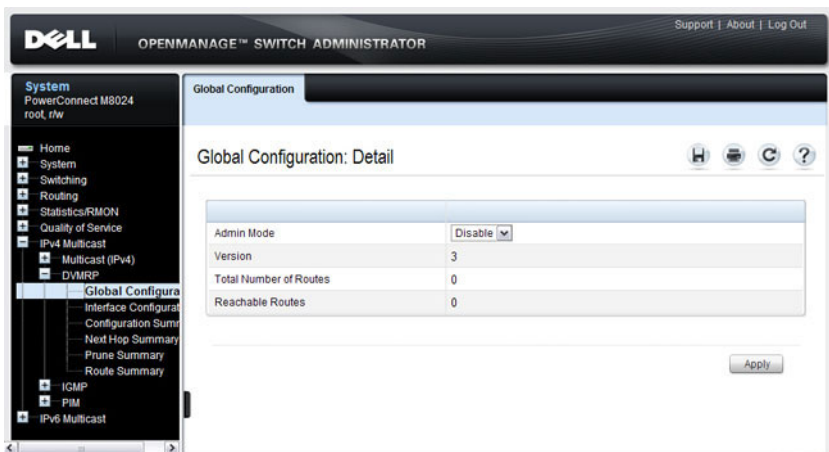 Support | About | Log Out
DELL OPENMANAGE™ SWITCH ADMINISTRATOR
System
PowerConnect M8024
root, r/w
Home
System
Switching
Routing
Statistics/RMON
Quality of Service
IPv4 Multicast
Multicast (IPv4)
DVMRP
Global Configura
Interface Configurat
Configuration Summ
Next Hop Summary
Prune Summary
Route Summary
IGMP
PIM
IPv6 Multicast
Global Configuration
Global Configuration: Detail
Admin Mode Disable
Version 3
Total Number of Routes 0
Reachable Routes 0
Apply